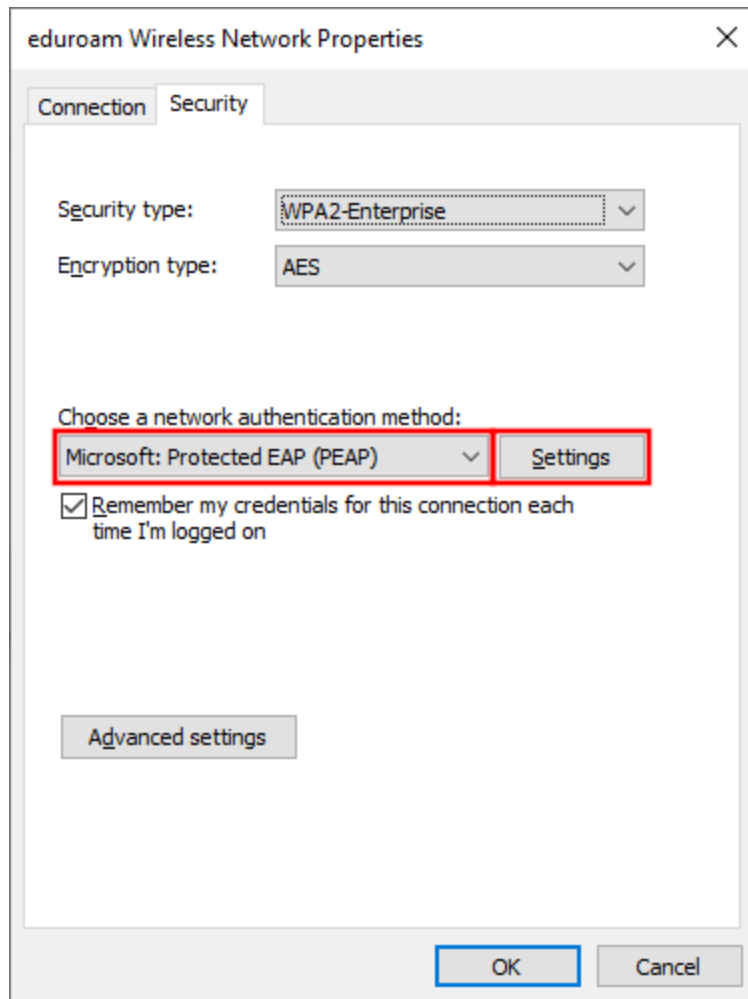 eduroam Wireless Network Properties
Connection Security
Security type: WPA2-Enterprise
Encryption type: AES
Choose a network authentication method:
Microsoft: Protected EAP (PEAP) Settings
Remember my credentials for this connection each
time I'm logged on
Advanced settings
OK Cancel